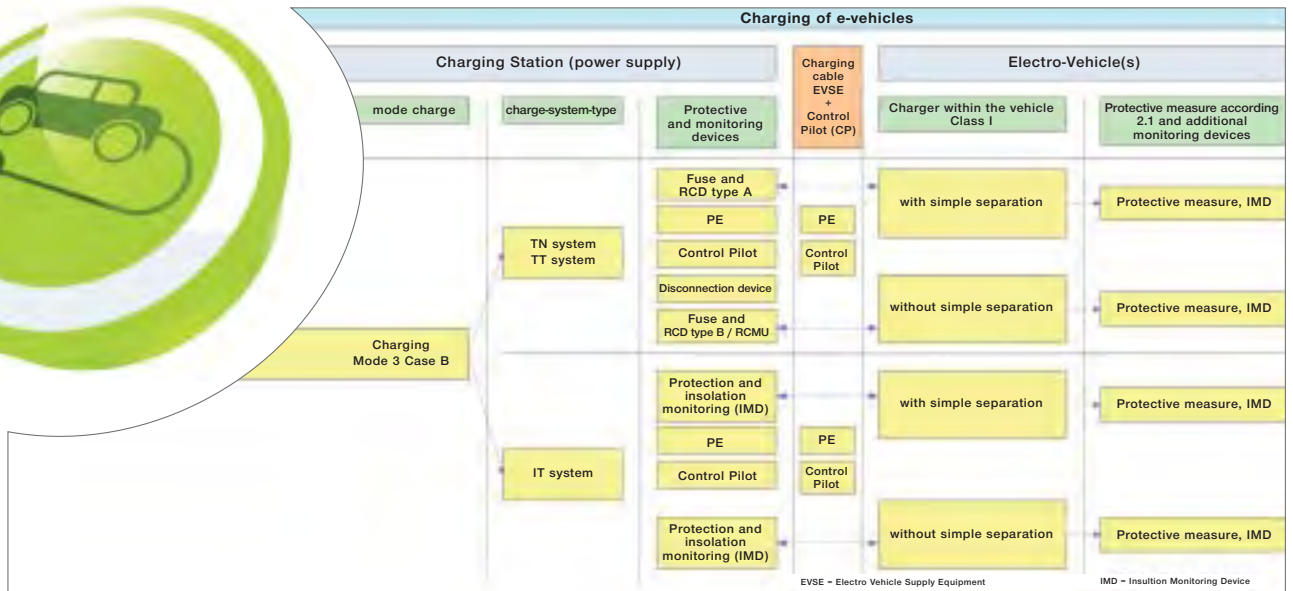 Charging of e-vehicles
Charging Station (power supply)
Charging
cable
EVSE
+
Control
Pilot (CP)
Electro-Vehicle(s)
mode charge
charge-system-type
Protective
and monitoring
devices
Charger within the vehicle
Class I
Protective measure according
2.1 and additional
monitoring devices
Fuse and
RCD type A
with simple separation
Protective measure, IMD
PE
PE
TN system
TT system
Control Pilot
Control
Pilot
Disconnection device
without simple separation
Protective measure, IMD
Fuse and
RCD type B / RCMU
Charging
Mode 3 Case B
Protection and
insolation
monitoring (IMD)
with simple separation
Protective measure, IMD
PE
PE
IT system
Control Pilot
Control
Pilot
Protection and
insolation
monitoring (IMD)
without simple separation
Protective measure, IMD
EVSE = Electro Vehicle Supply Equipment
IMD = Insultion Monitoring Device